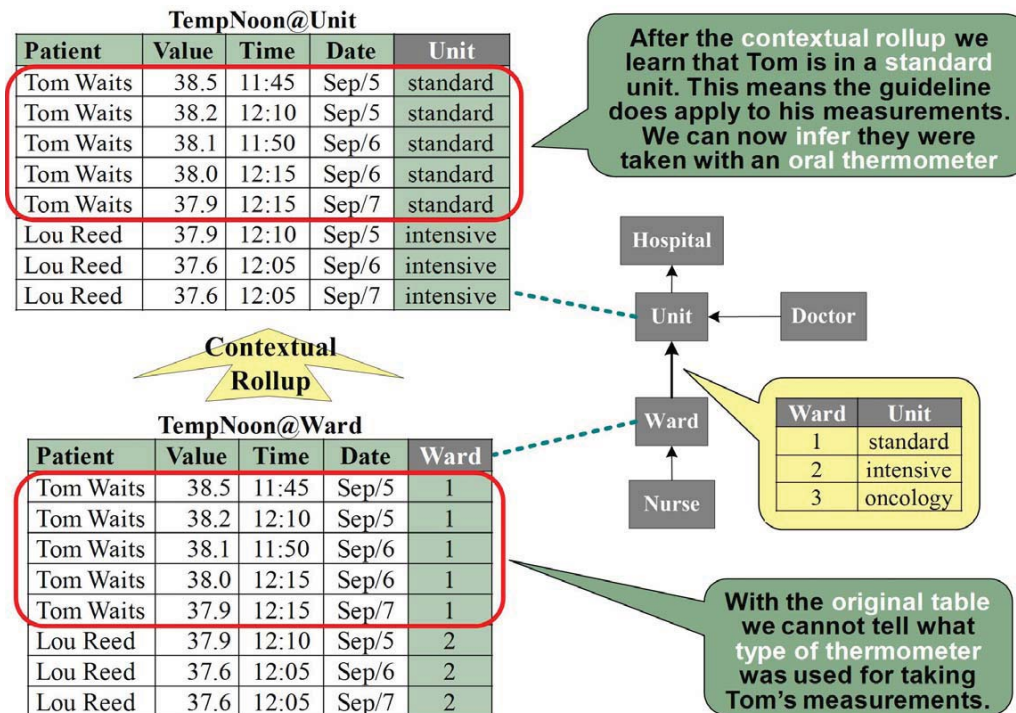 TempNoon@Unit
Patient Value Time Date Unit
Tom Waits 38.5 11:45 Sep/5 standard
Tom Waits 38.2 12:10 Sep/5 standard
Tom Waits 38.1 11:50 Sep/6 standard
Tom Waits 38.0 12:15 Sep/6 standard
Tom Waits 37.9 12:15 Sep/7 standard
Lou Reed 37.9 12:10 Sep/5 intensive
Lou Reed 37.6 12:05 Sep/6 intensive
Lou Reed 37.6 12:05 Sep/7 intensive
After the contextual rollup we
learn that Tom is in a standard
unit. This means the guideline
does apply to his measurements.
We can now infer they were
taken with an oral thermometer
Hospital
Unit
Doctor
Ward
Nurse
Ward Unit
1 standard
2 intensive
3 oncology
Contextual
Rollup
TempNoon@Ward
Patient Value Time Date Ward
Tom Waits 38.5 11:45 Sep/5 1
Tom Waits 38.2 12:10 Sep/5 1
Tom Waits 38.1 11:50 Sep/6 1
Tom Waits 38.0 12:15 Sep/6 1
Tom Waits 37.9 12:15 Sep/7 1
Lou Reed 37.9 12:10 Sep/5 2
Lou Reed 37.6 12:05 Sep/6 2
Lou Reed 37.6 12:05 Sep/7 2
With the original table
we cannot tell what
type of thermometer
was used for taking
Tom's measurements.